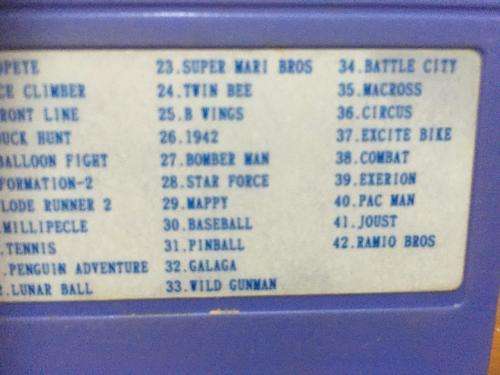 OPEYE
CE CLIMBER
RONT LINE
DUCK HUNT
BALLOON FIGHT
FORMATION-2
LODE RUNNER 2
.MILLIPECLE
.TENNIS
.PENGUIN ADVENTURE
.LUNAR BALL
23.SUPER MARI BROS
24.TWIN BEE
25.B WINGS
26.1942
27.BOMBER MAN
28.STAR FORCE
29.MAPPY
30.BASEBALL
31.PINBALL
32.GALAGA
33.WILD GUNMAN
34.BATTLE CITY
35.MACROSS
36.CIRCUS
37.EXCITE BIKE
38.COMBAT
39.EXERION
40.PAC MAN
41.JOUST
42.RAMIO BROS